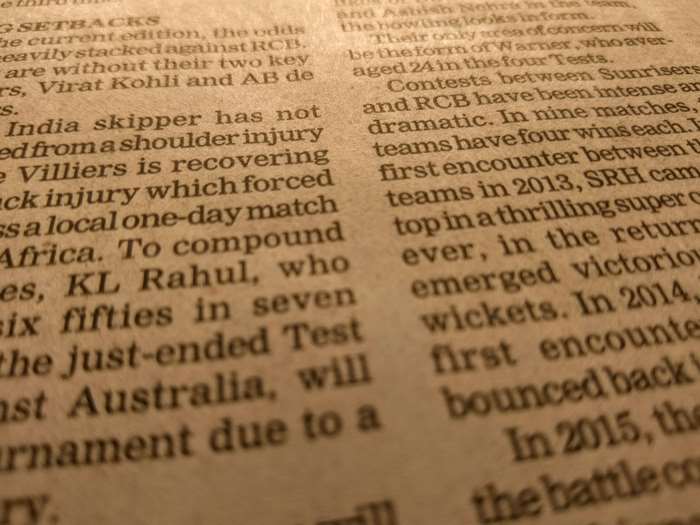 SETBACKS
he current edition, the odds
eavily stacked against RCB.
are without their two key
rs, Virat Kohli and AB de
s.
India skipper has not
ed from a shoulder injury
Villiers is recovering
ck injury which forced
ss a local one-day match
Africa. To compound
es, KL Rahul, who
six fifties in seven
the just-ended Test
nst Australia, will
rnament due to a
ry.
will
and Ashish Nehra in the team,
the bowling looks in form.
Their only area of concern will
be the form of Warner, who aver-
aged 24 in the four Tests.
Contests between Sunrisers
and RCB have been intense an
dramatic. In nine matches,
teams have four wins each.
first encounter between th
teams in 2013, SRH cam
top in a thrilling super o
ever, in the return
emerged victorio
wickets. In 2014,
first encounte
bounced back
In 2015, the
the battle co